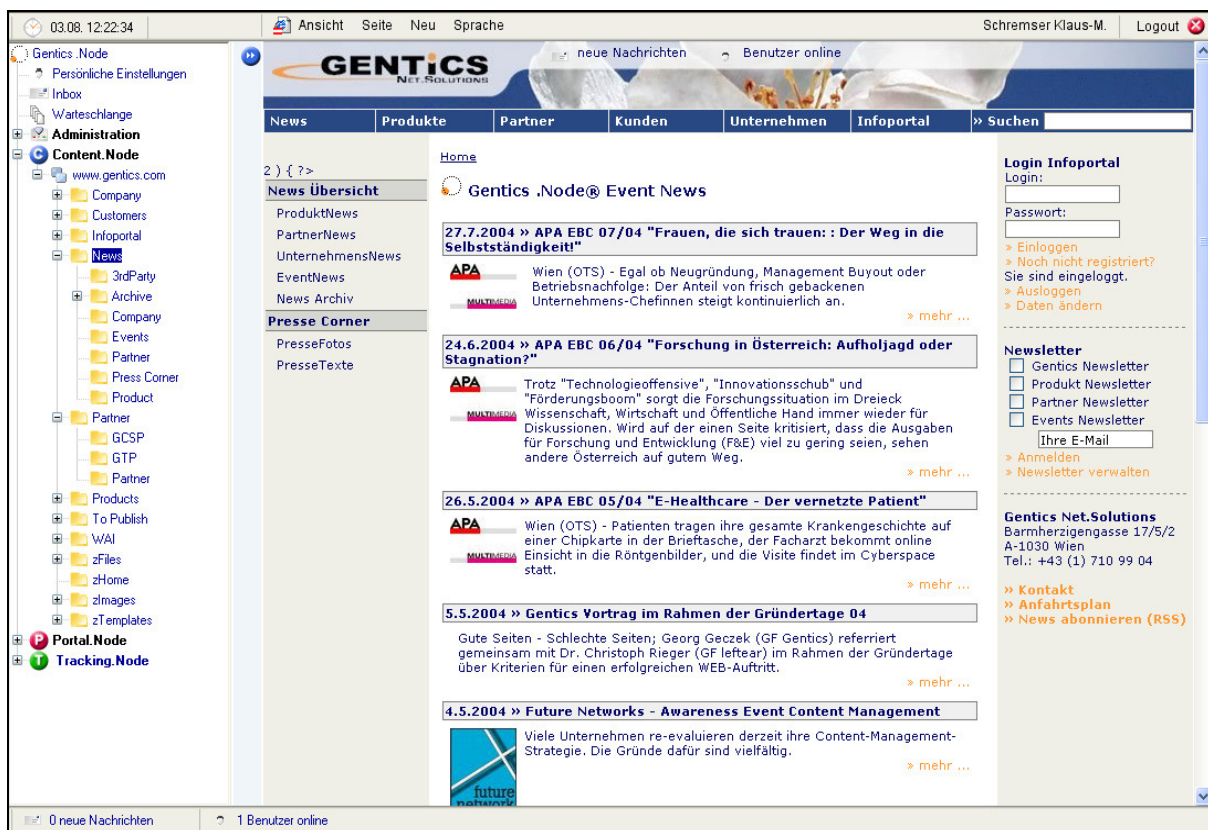 03.08. 12:22:34
Ansicht Seite Neu Sprache
Schremser Klaus-M.
Logout
Gentics .Node
Persönliche Einstellungen
Inbox
Warteschlange
Administration
Content.Node
www.gentics.com
Company
Customers
Infoportal
News
3rdParty
Archive
Company
Events
Partner
Press Corner
Product
Partner
GCSP
GTP
Partner
Products
To Publish
WAI
zFiles
zHome
zImages
zTemplates
Portal.Node
Tracking.Node
GENTICS
NET.SOLUTIONS
neue Nachrichten
Benutzer online
News Produkte Partner Kunden Unternehmen Infoportal » Suchen
2 ) { ?>
News Übersicht
ProduktNews
PartnerNews
UnternehmensNews
EventNews
News Archiv
Presse Corner
PresseFotos
PresseTexte
Home
Gentics .Node® Event News
27.7.2004 » APA EBC 07/04 "Frauen, die sich trauen: : Der Weg in die
Selbstständigkeit!"
APA
MULTIMEDIA
Wien (OTS) - Egal ob Neugründung, Management Buyout oder
Betriebsnachfolge: Der Anteil von frisch gebackenen
Unternehmens-Chefinnen steigt kontinuierlich an.
» mehr ...
24.6.2004 » APA EBC 06/04 "Forschung in Österreich: Aufholjagd oder
Stagnation?"
APA
MULTIMEDIA
Trotz "Technologieoffensive", "Innovationsschub" und
"Förderungsboom" sorgt die Forschungssituation im Dreieck
Wissenschaft, Wirtschaft und Öffentliche Hand immer wieder für
Diskussionen. Wird auf der einen Seite kritisiert, dass die Ausgaben
für Forschung und Entwicklung (F&E) viel zu gering seien, sehen
andere Österreich auf gutem Weg.
» mehr ...
26.5.2004 » APA EBC 05/04 "E-Healthcare - Der vernetzte Patient"
APA
MULTIMEDIA
Wien (OTS) - Patienten tragen ihre gesamte Krankengeschichte auf
einer Chipkarte in der Brieftasche, der Facharzt bekommt online
Einsicht in die Röntgenbilder, und die Visite findet im Cyberspace
statt.
» mehr ...
5.5.2004 » Gentics Vortrag im Rahmen der Gründertage 04
Gute Seiten - Schlechte Seiten; Georg Geczek (GF Gentics) referriert
gemeinsam mit Dr. Christoph Rieger (GF leftear) im Rahmen der Gründertage
über Kriterien für einen erfolgreichen WEB-Auftritt.
» mehr ...
4.5.2004 » Future Networks - Awareness Event Content Management
future
network
Viele Unternehmen re-evaluieren derzeit ihre Content-Management-
Strategie. Die Gründe dafür sind vielfältig.
» mehr ...
Login Infoportal
Login:
Passwort:
» Einloggen
» Noch nicht registriert?
Sie sind eingeloggt.
» Ausloggen
» Daten ändern
Newsletter
Gentics Newsletter
Produkt Newsletter
Partner Newsletter
Events Newsletter
Ihre E-Mail
» Anmelden
» Newsletter verwalten
Gentics Net.Solutions
Barmherzigengasse 17/5/2
A-1030 Wien
Tel.: +43 (1) 710 99 04
» Kontakt
» Anfahrtsplan
» News abonnieren (RSS)
0 neue Nachrichten
1 Benutzer online